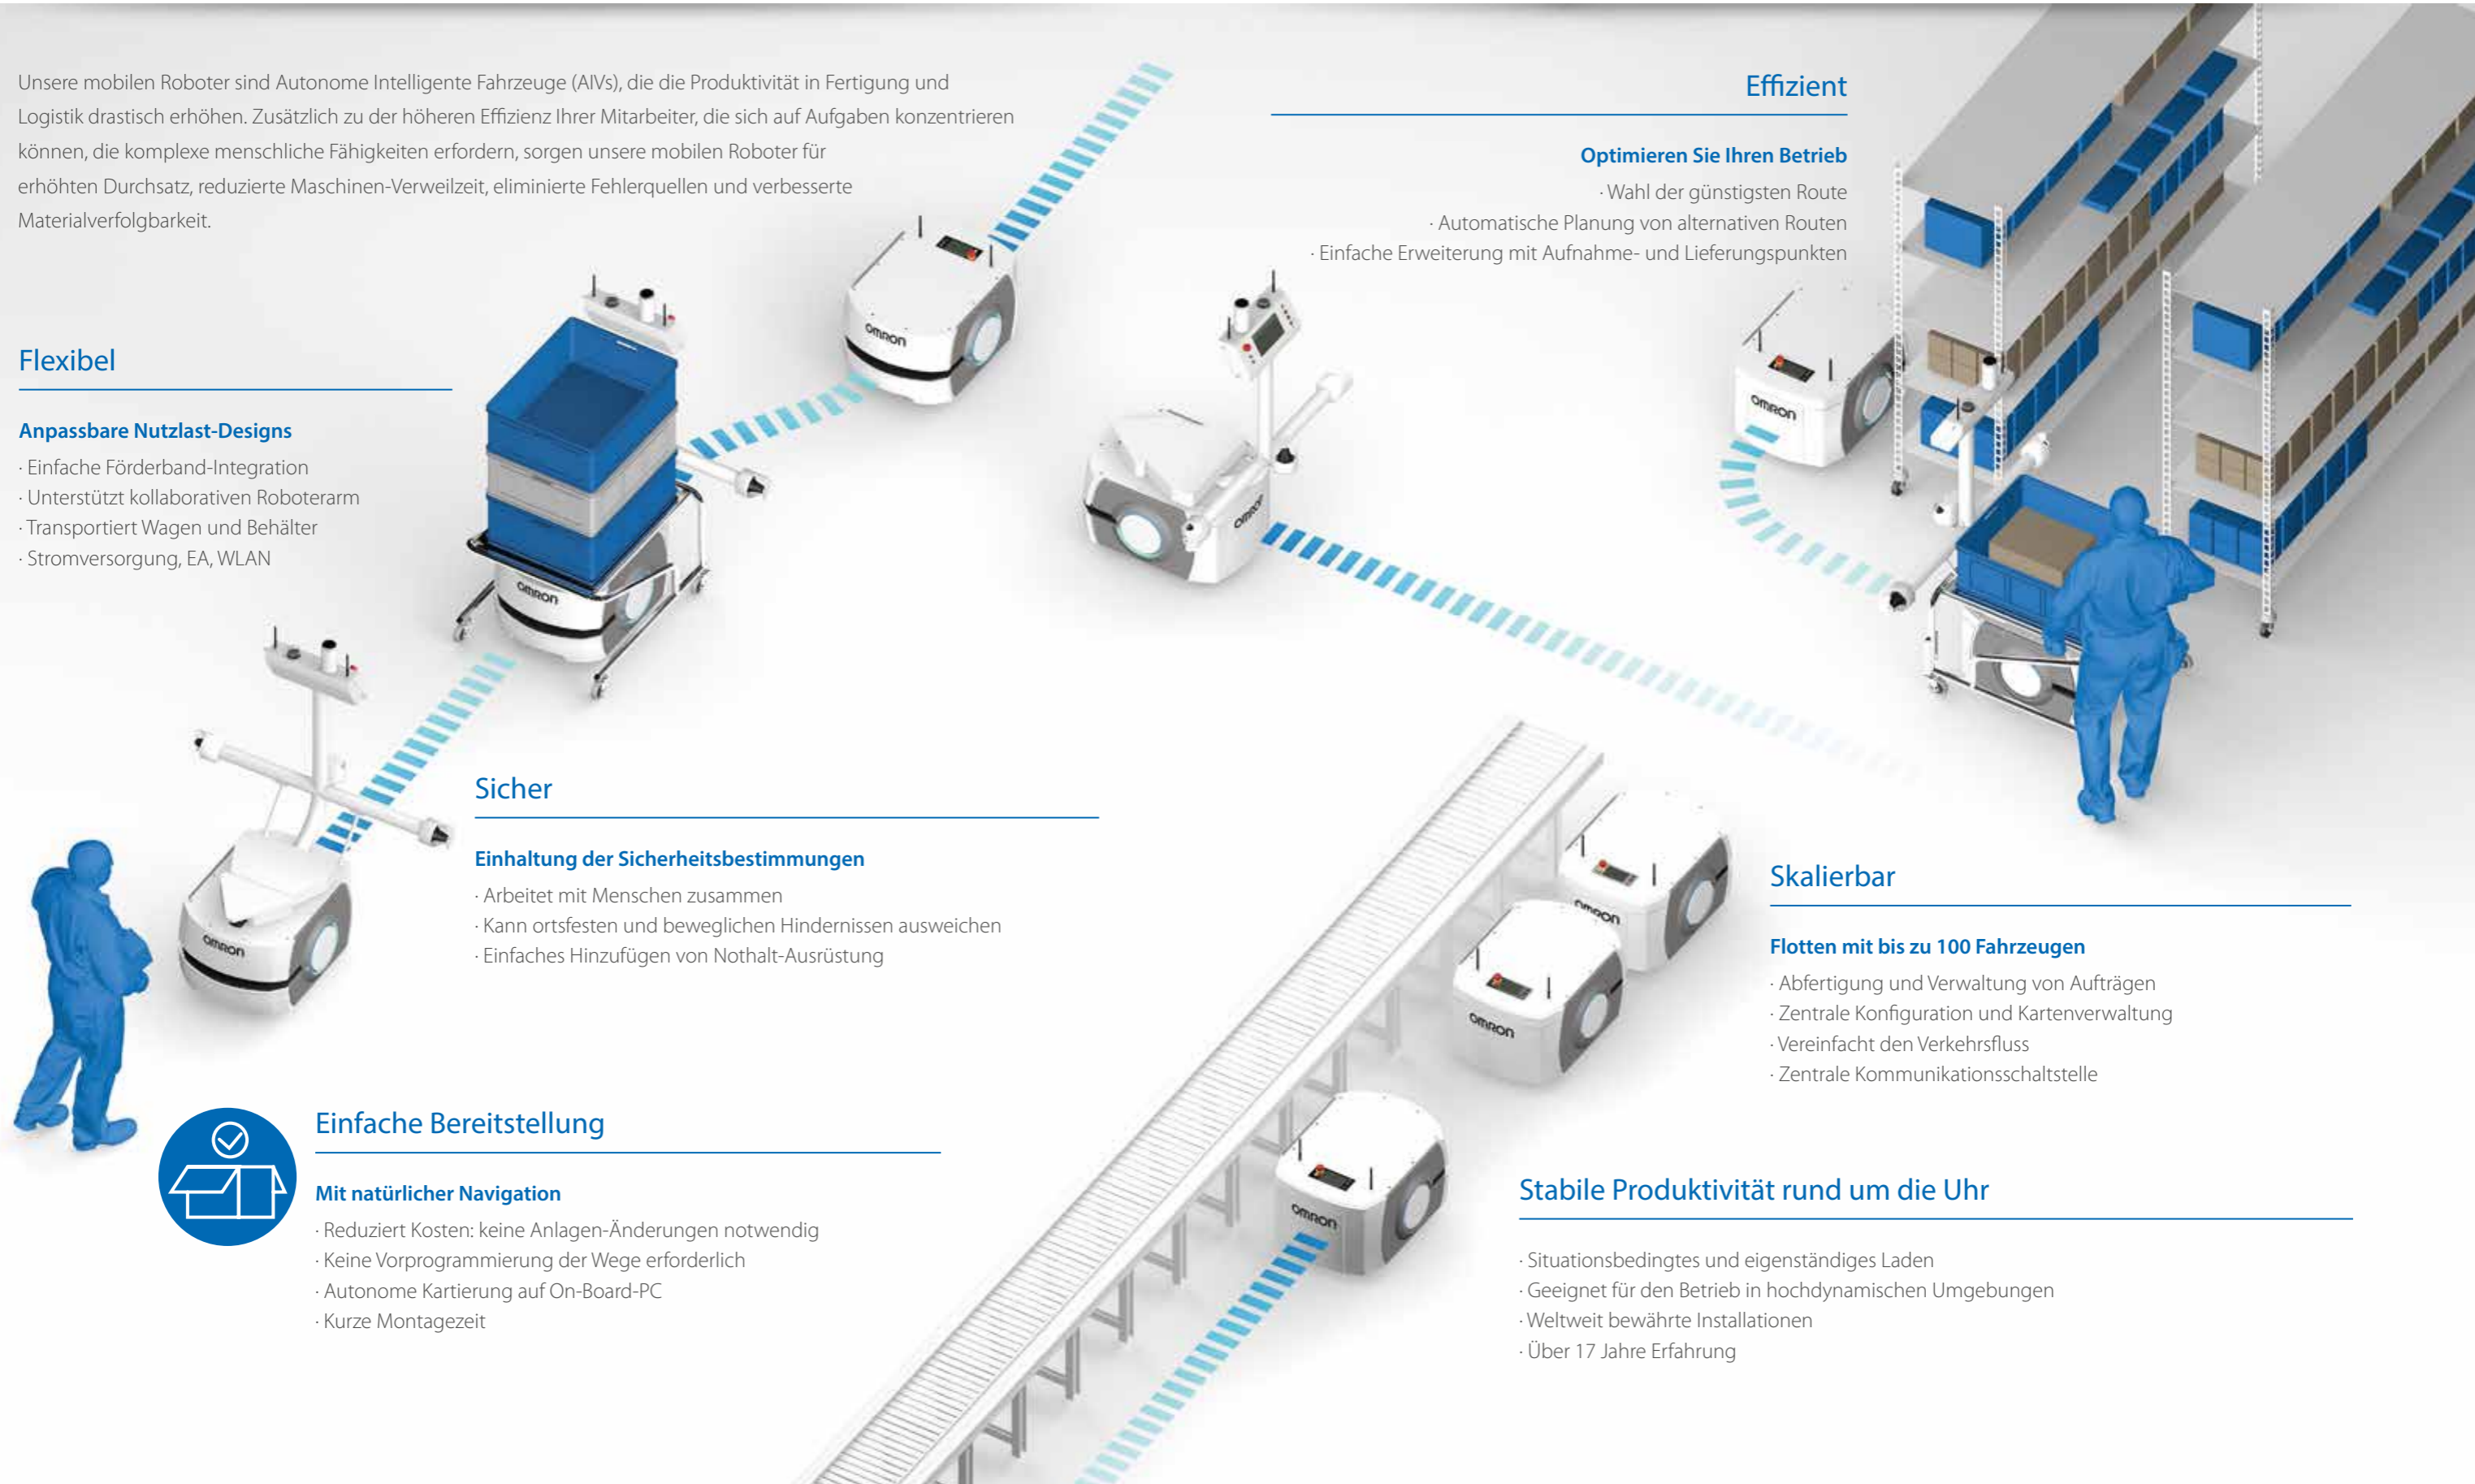 Unsere mobilen Roboter sind Autonome Intelligente Fahrzeuge (AIVs), die die Produktivität in Fertigung und
Logistik drastisch erhöhen. Zusätzlich zu der höheren Effizienz Ihrer Mitarbeiter, die sich auf Aufgaben konzentrieren
können, die komplexe menschliche Fähigkeiten erfordern, sorgen unsere mobilen Roboter für
erhöhten Durchsatz, reduzierte Maschinen-Verweilzeit, eliminierte Fehlerquellen und verbesserte
Materialverfolgbarkeit.
Effizient
Optimieren Sie Ihren Betrieb
· Wahl der günstigsten Route
· Automatische Planung von alternativen Routen
· Einfache Erweiterung mit Aufnahme- und Lieferungspunkten
OMRON
OMRON
OMRON
OMRON
Flexibel
Anpassbare Nutzlast-Designs
· Einfache Förderband-Integration
· Unterstützt kollaborativen Roboterarm
· Transportiert Wagen und Behälter
· Stromversorgung, EA, WLAN
Sicher
Einhaltung der Sicherheitsbestimmungen
· Arbeitet mit Menschen zusammen
· Kann ortsfesten und beweglichen Hindernissen ausweichen
· Einfaches Hinzufügen von Nothalt-Ausrüstung
OMRON
OMRON
OMRON
OMRON
Skalierbar
Flotten mit bis zu 100 Fahrzeugen
· Abfertigung und Verwaltung von Aufträgen
· Zentrale Konfiguration und Kartenverwaltung
· Vereinfacht den Verkehrsfluss
· Zentrale Kommunikationsschaltstelle
Einfache Bereitstellung
Mit natürlicher Navigation
· Reduziert Kosten: keine Anlagen-Änderungen notwendig
· Keine Vorprogrammierung der Wege erforderlich
· Autonome Kartierung auf On-Board-PC
· Kurze Montagezeit
Stabile Produktivität rund um die Uhr
· Situationsbedingtes und eigenständiges Laden
· Geeignet für den Betrieb in hochdynamischen Umgebungen
· Weltweit bewährte Installationen
· Über 17 Jahre Erfahrung